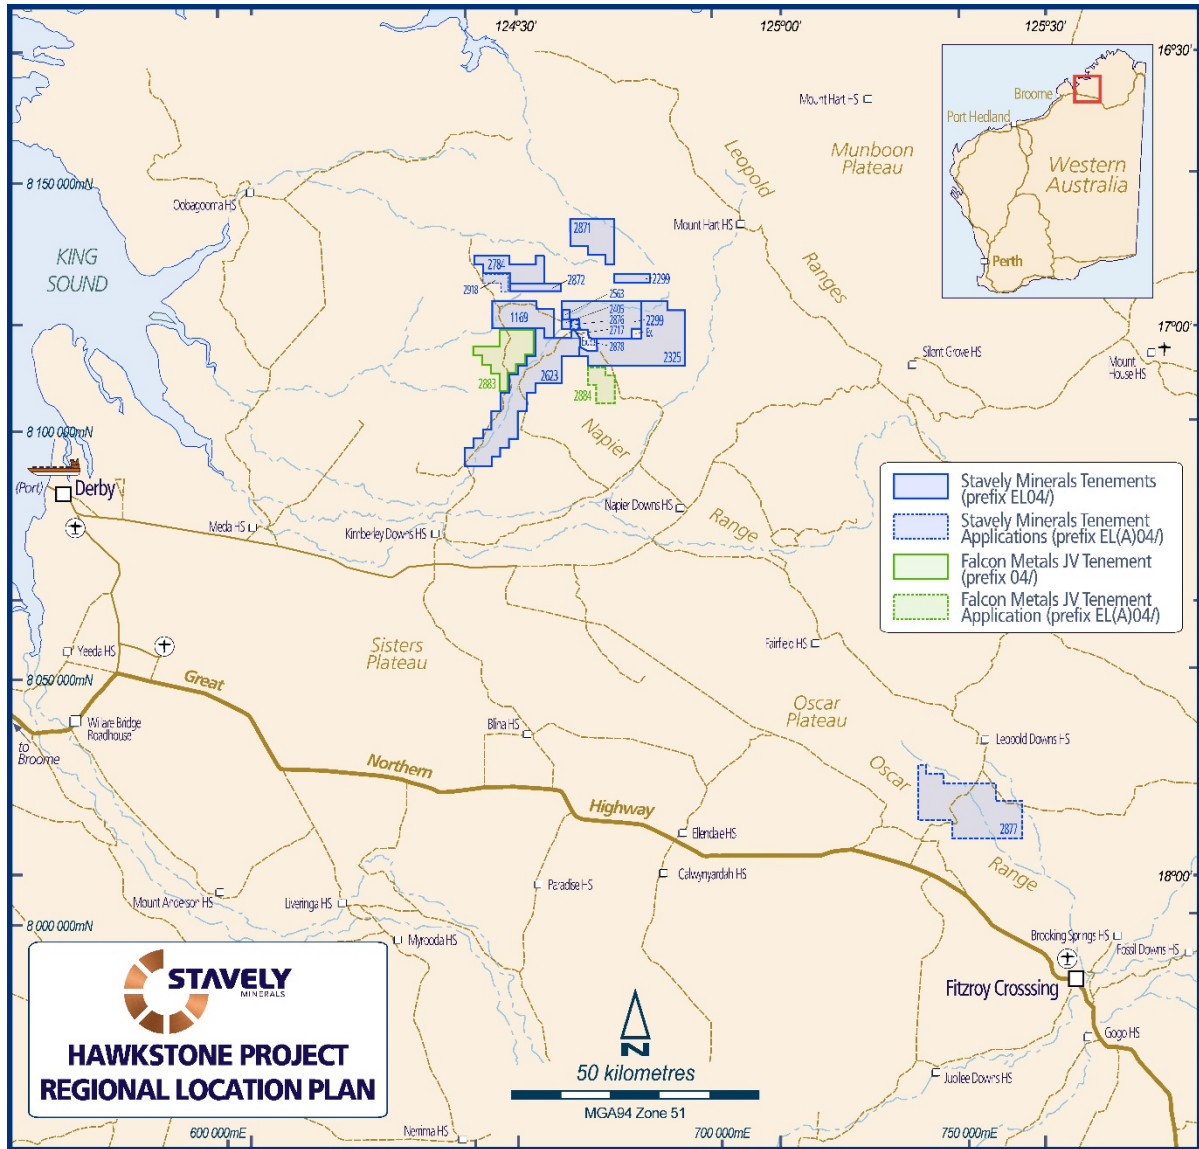 124°30'
125°00'
125°30'
16°30'
Mount Hart HS
Munboon
Plateau
Leopold
Ranges
Broome
Port Hedland
Western
Australia
Perth
8 150 000mN
Oobagooma HS
KING
SOUND
Mount Hart HS
2871
2784
2918
2872
2299
2563
2405
2876
2717
2299
Ex
1169
2878
2325
2623
2883
2884
17°00'
Silent Grove HS
Mount
House HS
8 100 000mN
Napier
Range
(Port)
Derby
Meda HS
Kimberley Downs HS
Napier Downs HS
Stavely Minerals Tenements
(prefix EL04/)
Stavely Minerals Tenement
Applications (prefix EL(A)04/)
Falcon Metals JV Tenement
(prefix 04/)
Falcon Metals JV Tenement
Application (prefix EL(A)04/)
Yeeda HS
Sisters
Plateau
Fairfield HS
8 050 000mN
Great
Northern
Highway
Willare Bridge
Roadhouse
to
Broome
Blina HS
Oscar
Plateau
Leopold Downs HS
Oscar
Range
2877
Ellendale HS
Calwynyardah HS
18°00'
Mount Anderson HS
Liveringa HS
Paradise HS
8 000 000mN
Myrooda HS
Brooking Springs HS
Fossil Downs HS
Fitzroy Crosssing
Gogo HS
Jubilee Downs HS
STAVELY
MINERALS
HAWKSTONE PROJECT
REGIONAL LOCATION PLAN
N
50 kilometres
MGA94 Zone 51
Nerrima HS
600 000mE
700 000mE
750 000mE